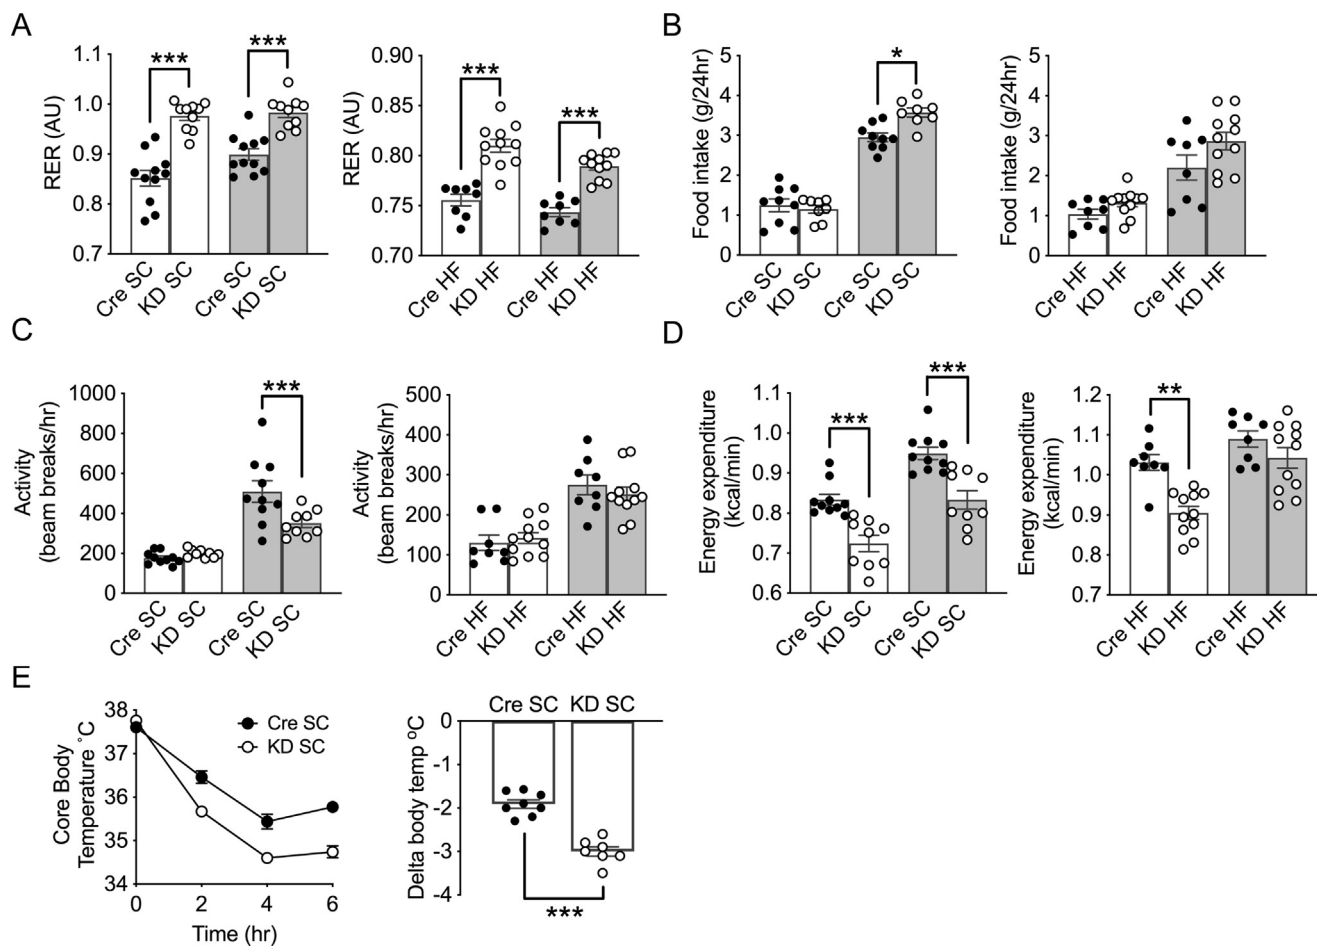 A
RER (AU)
1.1
1.0
0.9
0.8
0.7
***
***
Cre SC
KD SC
Cre SC
KD SC
RER (AU)
0.90
0.85
0.80
0.75
0.70
***
***
Cre HF
KD HF
Cre HF
KD HF
B
Food intake (g/24hr)
5
4
3
2
1
0
*
Cre SC
KD SC
Cre SC
KD SC
Food intake (g/24hr)
5
4
3
2
1
0
Cre HF
KD HF
Cre HF
KD HF
C
Activity
(beam breaks/hr)
1000
800
600
400
200
0
***
Cre SC
KD SC
Cre SC
KD SC
Activity
(beam breaks/hr)
500
400
300
200
100
0
Cre HF
KD HF
Cre HF
KD HF
D
Energy expenditure
(kcal/min)
1.1
1.0
0.9
0.8
0.7
0.6
***
***
Cre SC
KD SC
Cre SC
KD SC
Energy expenditure
(kcal/min)
1.2
1.1
1.0
0.9
0.8
0.7
**
Cre HF
KD HF
Cre HF
KD HF
E
Core Body
Temperature °C
38
37
36
35
34
Cre SC
KD SC
0
2
4
6
Time (hr)
Cre SC KD SC
Delta body temp ºC
0
-1
-2
-3
-4
***